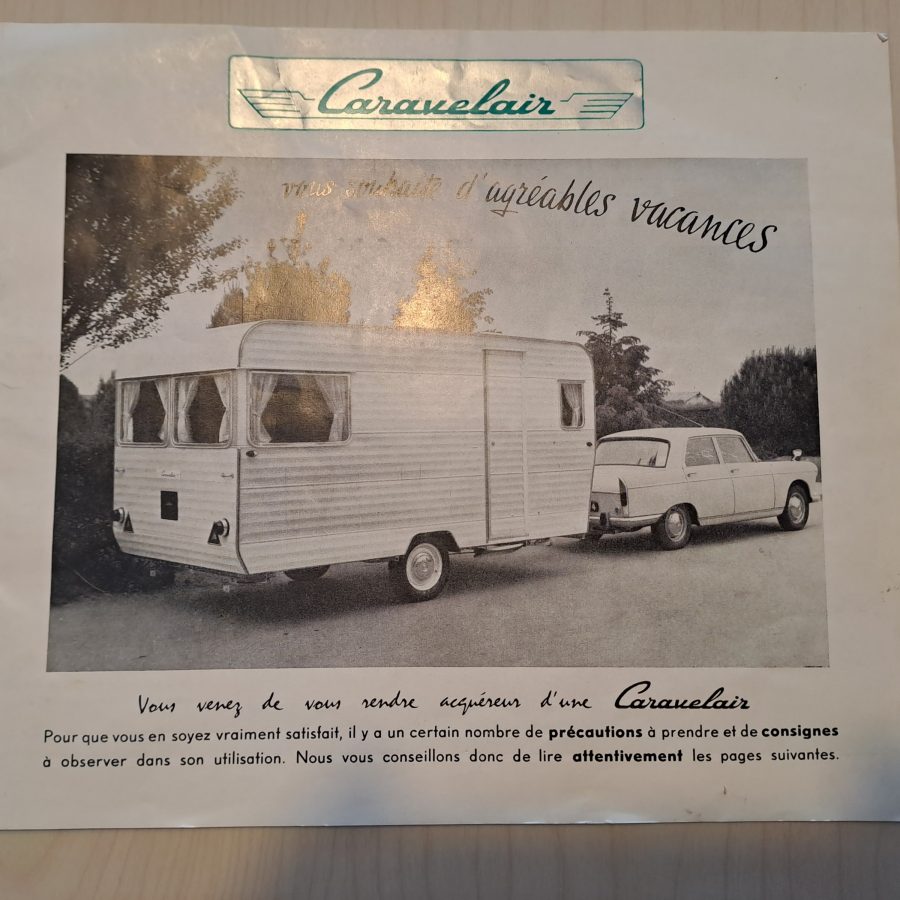 Caravelair
vous souhaite d'agréables vacances
Vous venez de vous rendre acquéreur d'une Caravelair
Pour que vous en soyez vraiment satisfait, il y a un certain nombre de précautions à prendre et de consignes
à observer dans son utilisation. Nous vous conseillons donc de lire attentivement les pages suivantes.